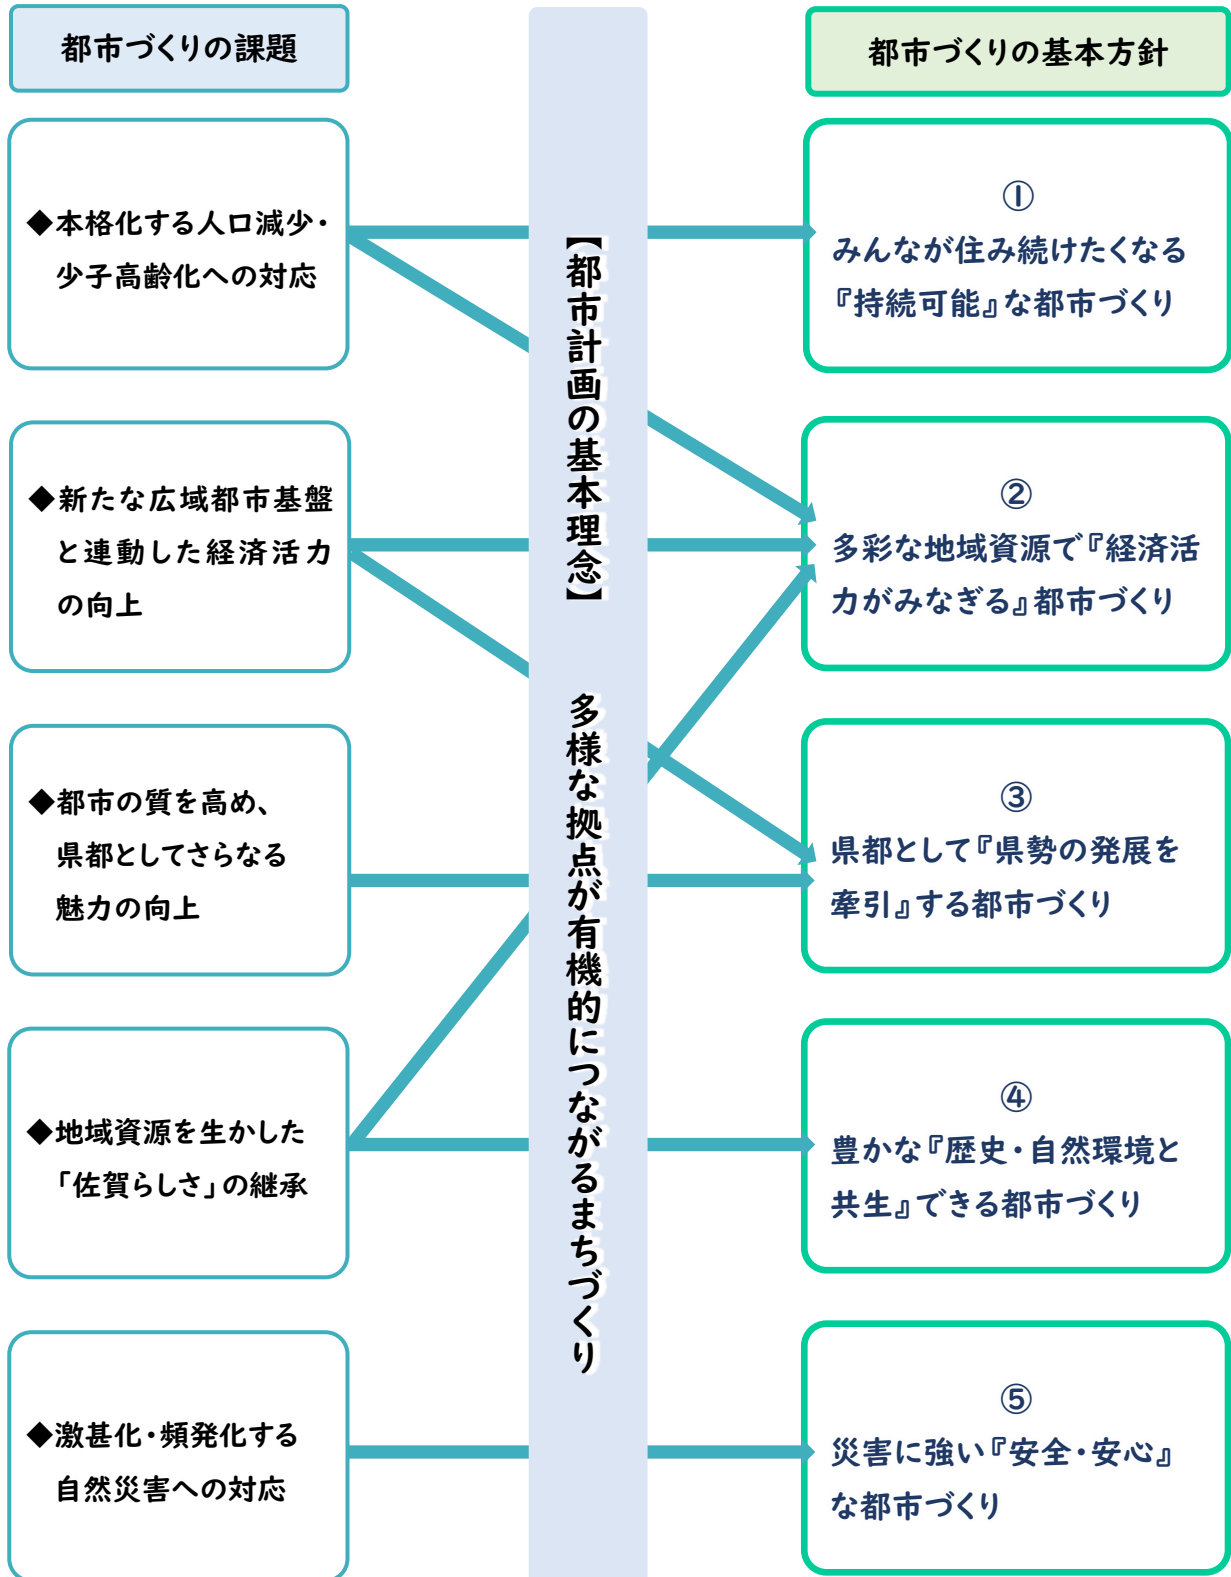 都市づくりの課題
◆本格化する人口減少・
少子高齢化への対応
◆新たな広域都市基盤
と連動した経済活力
の向上
◆都市の質を高め、
県都としてさらなる
魅力の向上
◆地域資源を生かした
「佐賀らしさ」の継承
◆激甚化・頻発化する
自然災害への対応
【都市計画の基本理念】 多様な拠点が有機的につながるまちづくり
都市づくりの基本方針
①
みんなが住み続けたくなる
『持続可能』な都市づくり
②
多彩な地域資源で『経済活
力がみなぎる』都市づくり
③
県都として『県勢の発展を
牽引』する都市づくり
④
豊かな『歴史・自然環境と
共生』できる都市づくり
⑤
災害に強い『安全・安心』
な都市づくり